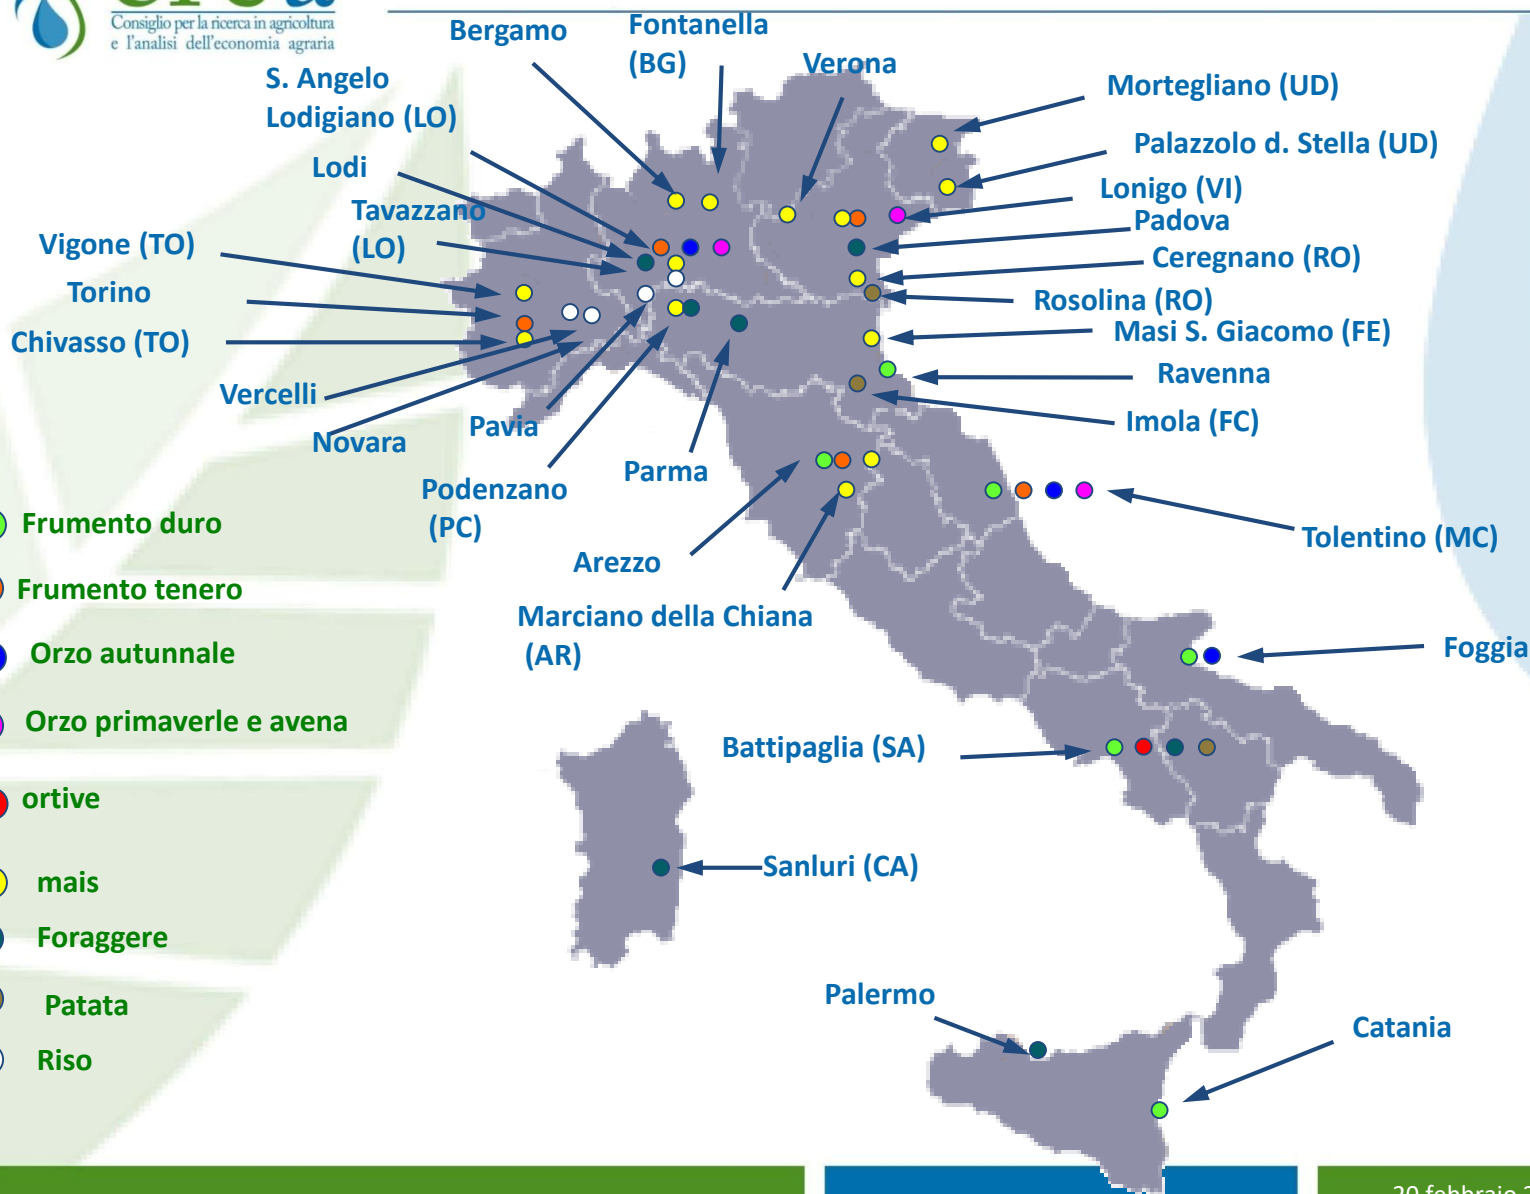 Consiglio per la ricerca in agricoltura
e l'analisi dell'economia agraria
Bergamo
Fontanella
(BG)
Verona
S. Angelo
Lodigiano (LO)
Mortegliano (UD)
Palazzolo d. Stella (UD)
Lodi
Lonigo (VI)
Tavazzano
(LO)
Padova
Vigone (TO)
Ceregnano (RO)
Torino
Rosolina (RO)
Chivasso (TO)
Masi S. Giacomo (FE)
Ravenna
Vercelli
Imola (FC)
Novara
Pavia
Parma
Podenzano
(PC)
Frumento duro
Tolentino (MC)
Arezzo
Frumento tenero
Marciano della Chiana
(AR)
Orzo autunnale
Foggia
Orzo primaverle e avena
Battipaglia (SA)
ortive
Sanluri (CA)
mais
Foraggere
Palermo
Patata
Catania
Riso